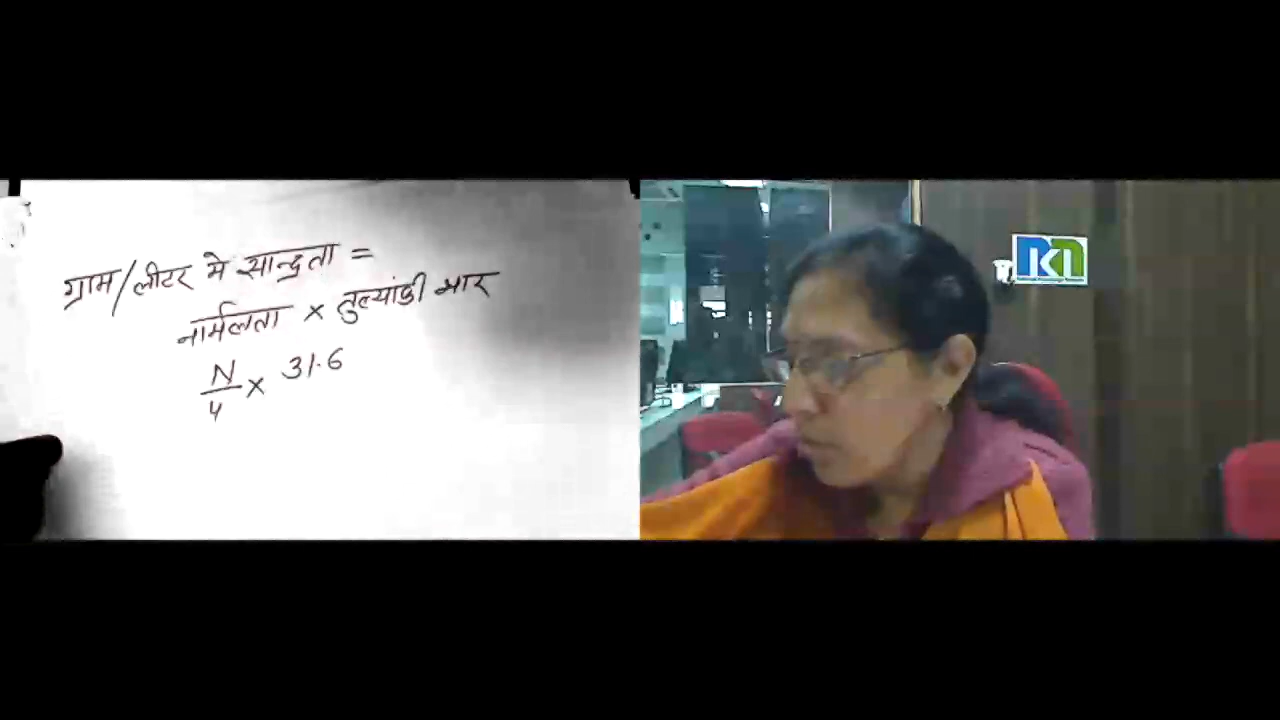 ग्राम/लीटर मे सान्द्रता =
नार्मलता × तुल्यांकी भार
N/4 × 31.6